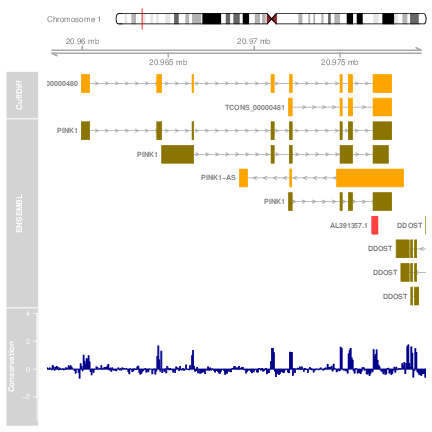 Chromosome 1
20.96 mb
20.97 mb
20.965 mb
20.975 mb
CuffDiff
00000480
TCONS_00000481
ENSEMBL
PINK1
PINK1
PINK1-AS
PINK1
AL391357.1
DDOST
DDOST
DDOST
DDOST
Conservation
4
2
0
-2